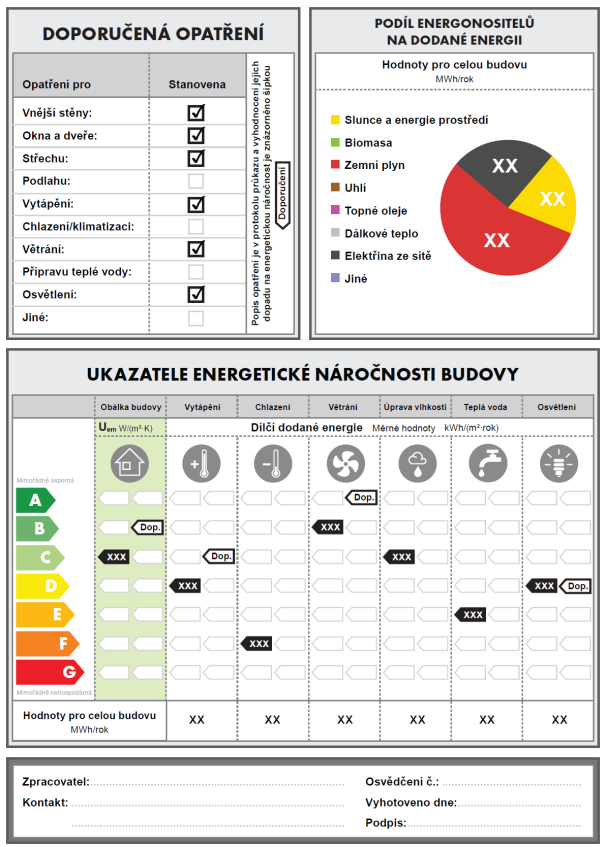 DOPORUČENÁ OPATŘENÍ
Opatření pro
Stanovena
Vnější stěny:
Okna a dveře:
Střechu:
Podlahu:
Vytápění:
Chlazení/klimatizaci:
Větrání:
Přípravu teplé vody:
Osvětlení:
Jiné:
Popis opatření je v protokolu průkazu a vyhodnocení jejich
dopadu na energetickou náročnost je znázorněno šipkou
Doporučení
PODÍL ENERGONOSITELŮ
NA DODANÉ ENERGII
Hodnoty pro celou budovu
MWh/rok
Slunce a energie prostředí
Biomasa
Zemní plyn
Uhlí
Topné oleje
Dálkové teplo
Elektřina ze sítě
Jiné
XX
XX
XX
UKAZATELE ENERGETICKÉ NÁROČNOSTI BUDOVY
Obálka budovy
Vytápění
Chlazení
Větrání
Úprava vlhkosti
Teplá voda
Osvětlení
Uem W/(m²·K)
Dílčí dodané energie Měrné hodnoty kWh/(m²·rok)
Mimořádně úsporná
A
Dop.
B
Dop.
XXX
C
XXX
Dop.
XXX
D
XXX
XXX
Dop.
E
XXX
F
XXX
G
Mimořádně nehospodárná
Hodnoty pro celou budovu
MWh/rok
XX
XX
XX
XX
XX
XX
Zpracovatel:
Kontakt:
Osvědčení č.:
Vyhotoveno dne:
Podpis: